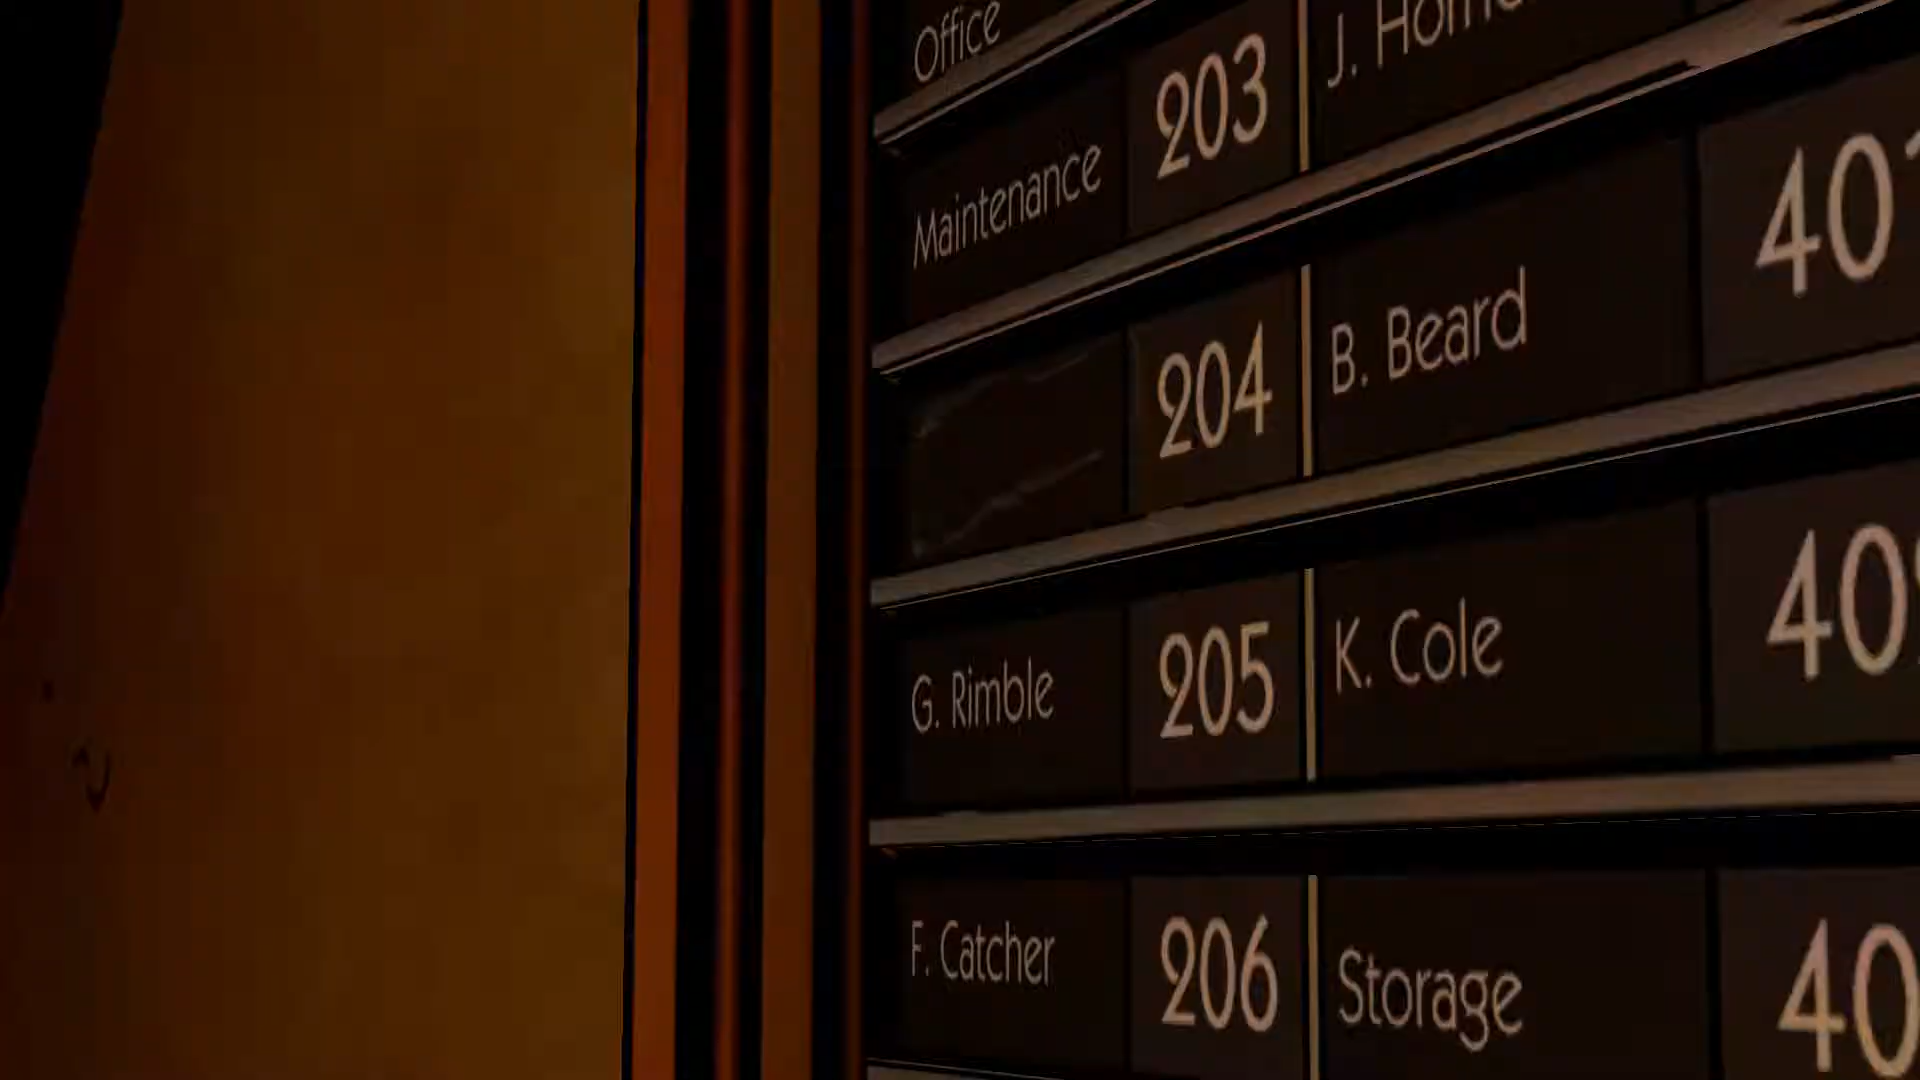 Office
Maintenance 203 J.
204 B. Beard
G. Rimble 205 K. Cole
F. Catcher 206 Storage